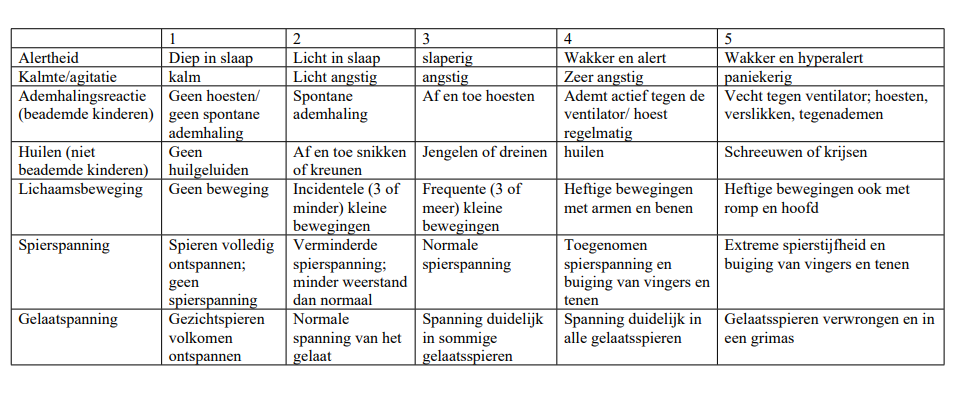 1 2 3 4 5
Alertheid Diep in slaap Licht in slaap slaperig Wakker en alert Wakker en hyperalert
Kalmte/agitatie kalm Licht angstig angstig Zeer angstig paniekerig
Ademhalingsreactie Geen hoesten/ Spontane Af en toe hoesten Ademt actief tegen de Vecht tegen ventilator; hoesten,
(beademde kinderen) geen spontane ademhaling ventilator/ hoest verslikken, tegenademen
ademhaling regelmatig
Huilen (niet Geen Af en toe snikken Jengelen of dreinen huilen Schreeuwen of krijsen
beademde kinderen) huilgeluiden of kreunen
Lichaamsbeweging Geen beweging Incidentele (3 of Frequente (3 of Heftige bewegingen Heftige bewegingen ook met
minder) kleine meer) kleine met armen en benen romp en hoofd
bewegingen bewegingen
Spierspanning Spieren volledig Verminderde Normale Toegenomen Extreme spierstijfheid en
ontspannen; spierspanning; spierspanning spierspanning en buiging van vingers en tenen
geen minder weerstand buiging van vingers en
spierspanning dan normaal tenen
Gelaatspanning Gezichtspieren Normale Spanning duidelijk Spanning duidelijk in Gelaatsspieren verwrongen en in
volkomen spanning van het in sommige alle gelaatsspieren een grimas
ontspannen gelaat gelaatsspieren